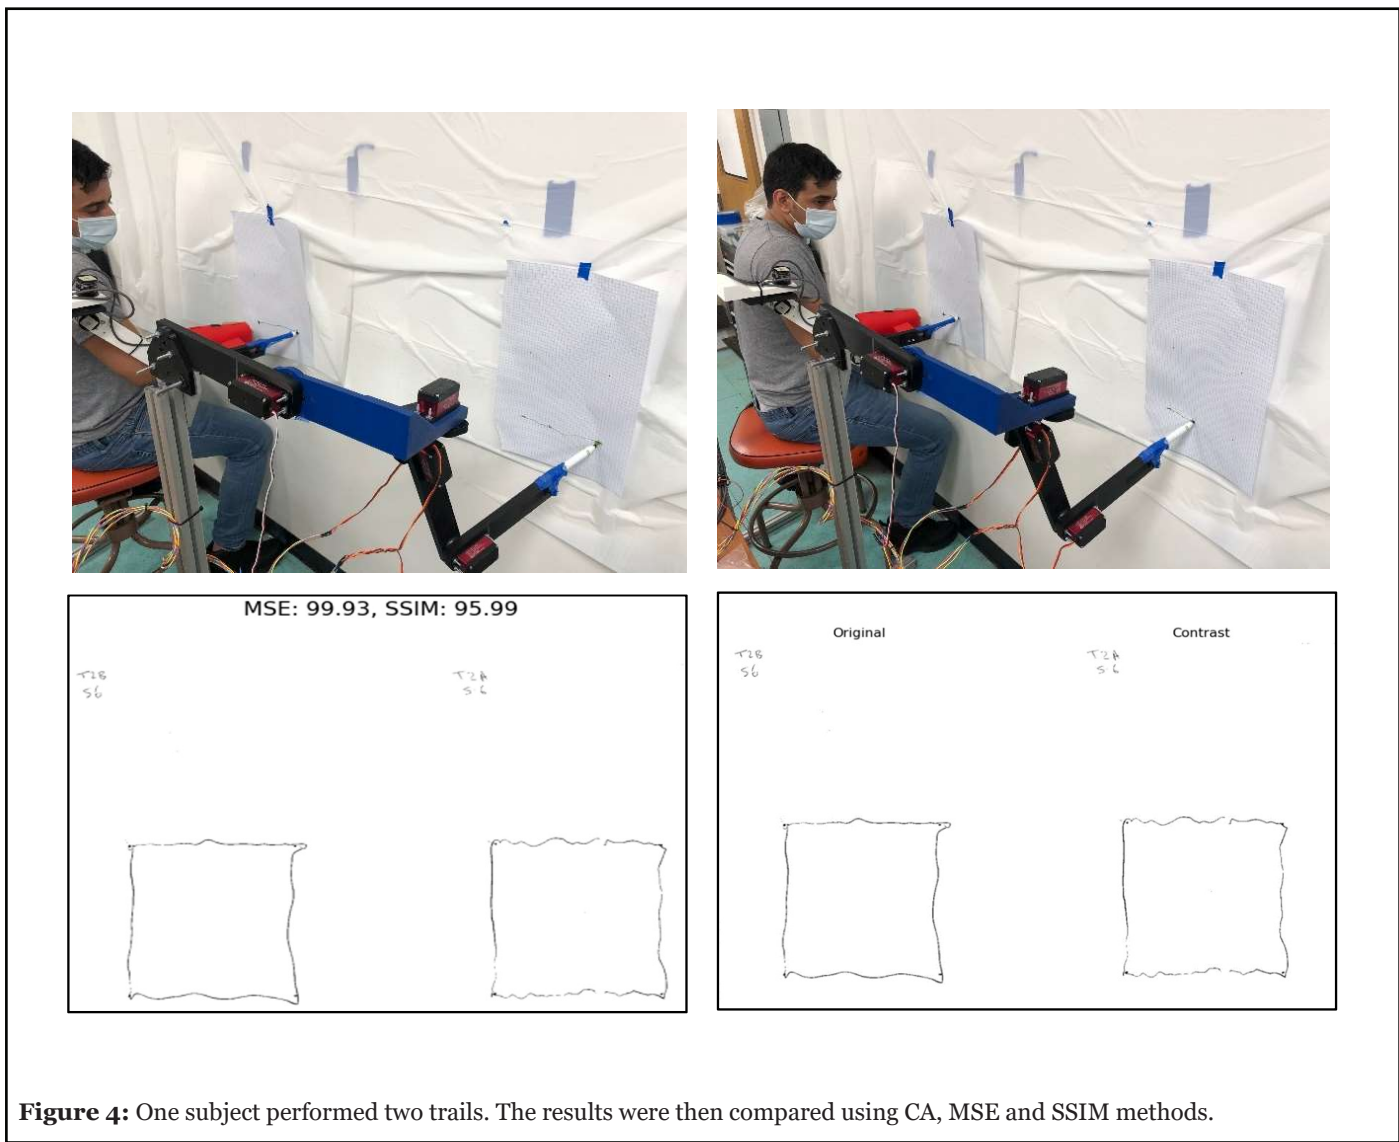 MSE: 99.93, SSIM: 95.99
T2B
S6
T2A
S6
Original
Contrast
T2B
S6
T2A
S6
Figure 4: One subject performed two trails. The results were then compared using CA, MSE and SSIM methods.